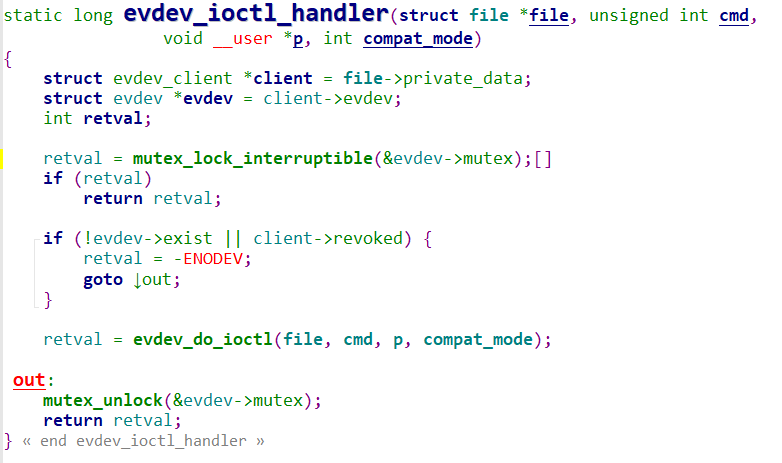 static long evdev_ioctl_handler(struct file *file, unsigned int cmd,
void __user *p, int compat_mode)
{
struct evdev_client *client = file->private_data;
struct evdev *evdev = client->evdev;
int retval;
retval = mutex_lock_interruptible(&evdev->mutex);[]
if (retval)
return retval;
if (!evdev->exist || client->revoked) {
retval = -ENODEV;
goto ↓out;
}
retval = evdev_do_ioctl(file, cmd, p, compat_mode);
out:
mutex_unlock(&evdev->mutex);
return retval;
} « end evdev_ioctl_handler »